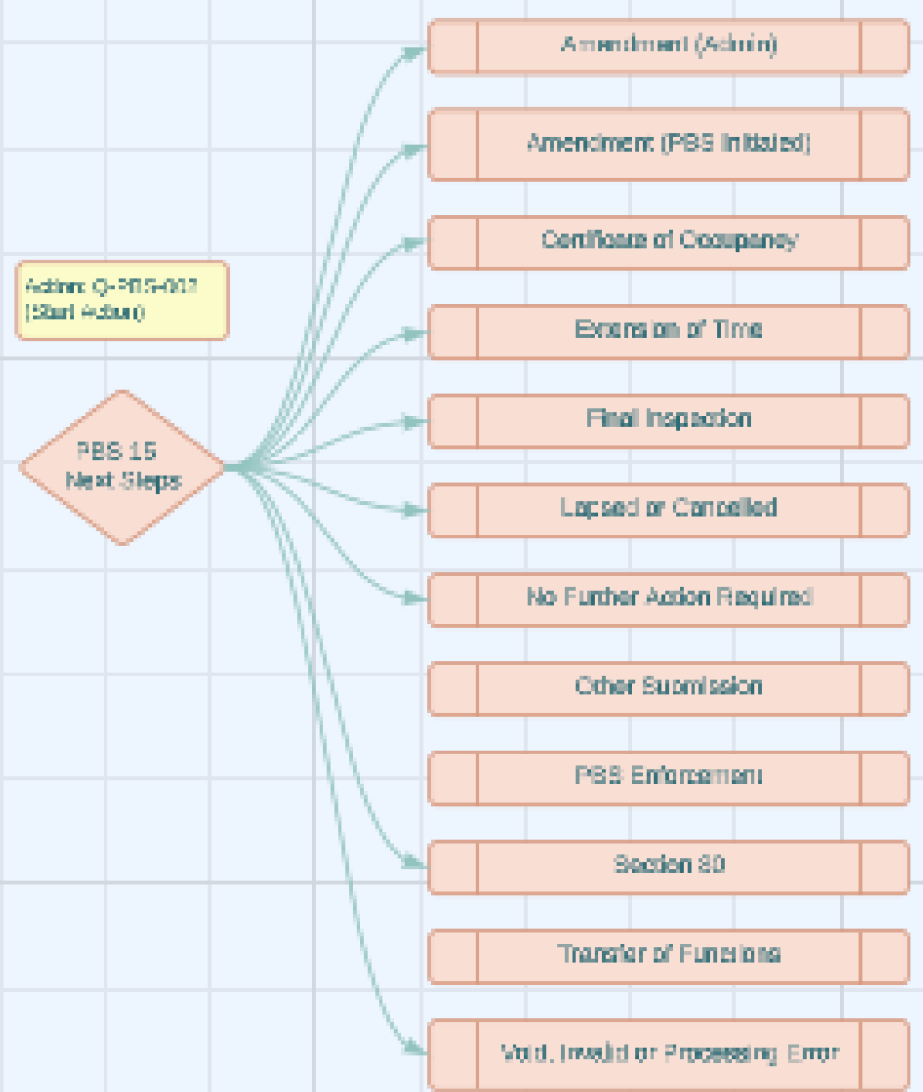 Amendment (Admin)
Amendment (PBS Initiated)
Certificate of Occupancy
Action: Q-PBS-002
(Start Action)
Extension of Time
Final Inspection
PBS 15
Next Steps
Lapsed or Cancelled
No Further Action Required
Other Submission
PBS Enforcement
Section 80
Transfer of Functions
Void, Invalid or Processing Error